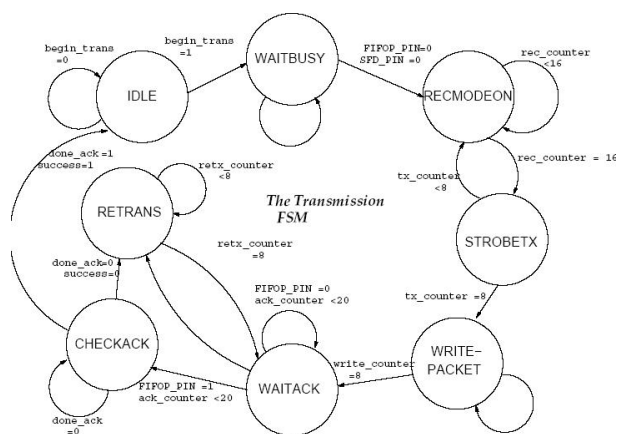 begin_trans
=0
IDLE
begin_trans
=1
WAITBUSY
FIFOP_PIN=0
SFD_PIN =0
RECMODEON
rec_counter
<16
rec_counter = 16
tx_counter
<8
STROBETX
tx_counter =8
WRITE-
PACKET
write_counter
=8
WAITACK
FIFOP_PIN =0
ack_counter <20
FIFOP_PIN =1
ack_counter <20
CHECKACK
done_ack
=0
done_ack=0
success=0
RETRANS
retx_counter
<8
retx_counter
=8
done_ack =1
success=1
The Transmission
FSM